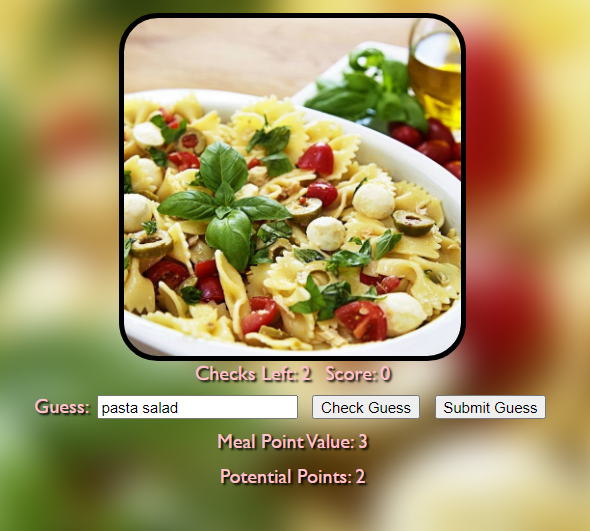 Checks Left: 2 Score: 0
Guess: pasta salad Check Guess Submit Guess
Meal Point Value: 3
Potential Points: 2